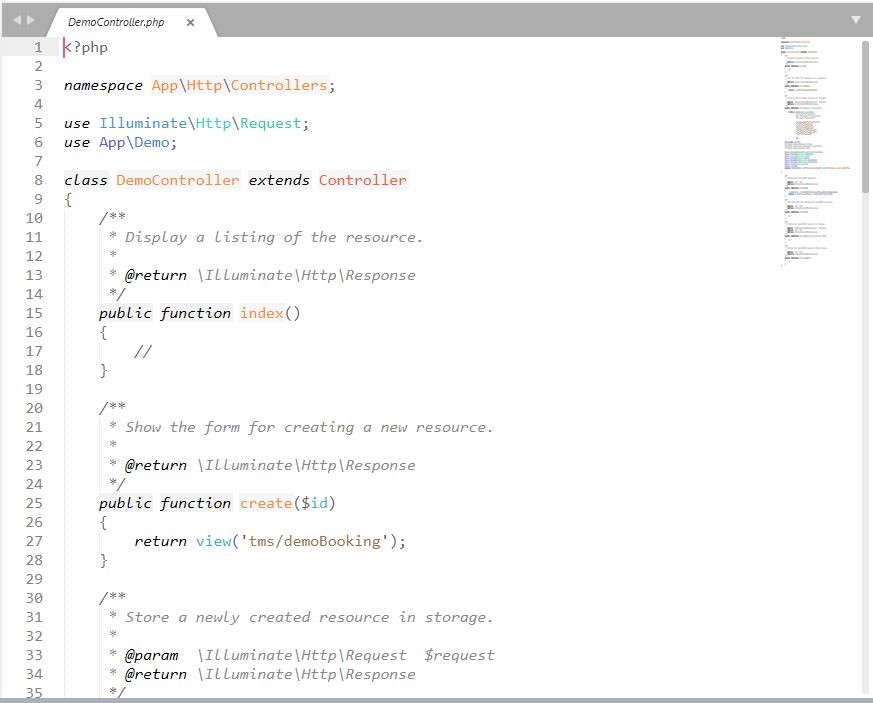 DemoController.php ×
1 <?php
2
3 namespace App\Http\Controllers;
4
5 use Illuminate\Http\Request;
6 use App\Demo;
7
8 class DemoController extends Controller
9 {
10     /**
11      * Display a listing of the resource.
12      *
13      * @return \Illuminate\Http\Response
14      */
15     public function index()
16     {
17         //
18     }
19
20     /**
21      * Show the form for creating a new resource.
22      *
23      * @return \Illuminate\Http\Response
24      */
25     public function create($id)
26     {
27         return view('tms/demoBooking');
28     }
29
30     /**
31      * Store a newly created resource in storage.
32      *
33      * @param  \Illuminate\Http\Request  $request
34      * @return \Illuminate\Http\Response
35      */